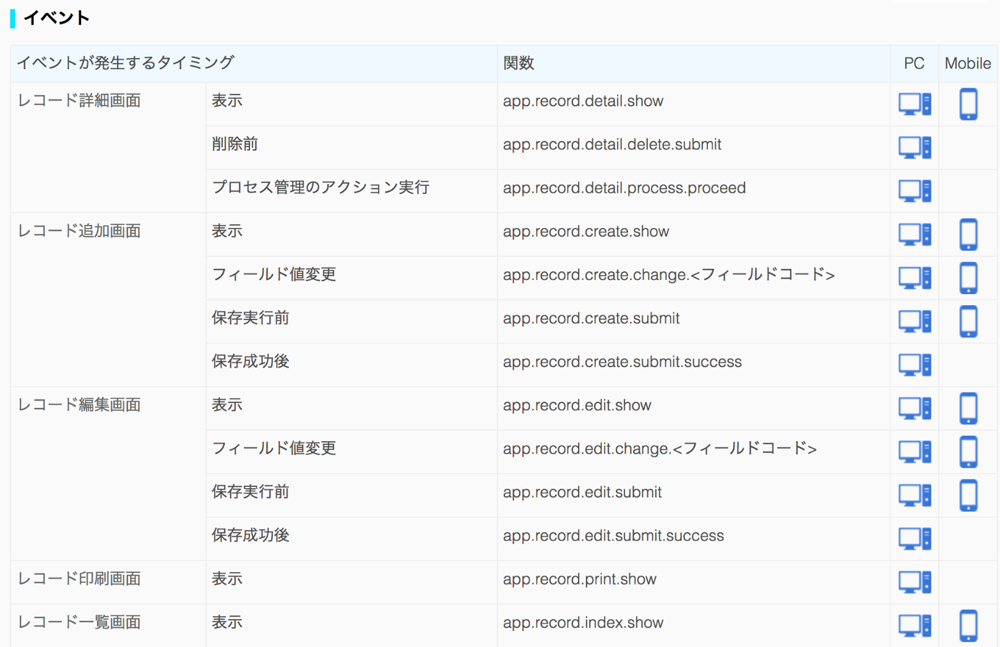 イベント
イベントが発生するタイミング 関数 PC Mobile
レコード詳細画面 表示 app.record.detail.show
削除前 app.record.detail.delete.submit
プロセス管理のアクション実行 app.record.detail.process.proceed
レコード追加画面 表示 app.record.create.show
フィールド値変更 app.record.create.change.<フィールドコード>
保存実行前 app.record.create.submit
保存成功後 app.record.create.submit.success
レコード編集画面 表示 app.record.edit.show
フィールド値変更 app.record.edit.change.<フィールドコード>
保存実行前 app.record.edit.submit
保存成功後 app.record.edit.submit.success
レコード印刷画面 表示 app.record.print.show
レコード一覧画面 表示 app.record.index.show